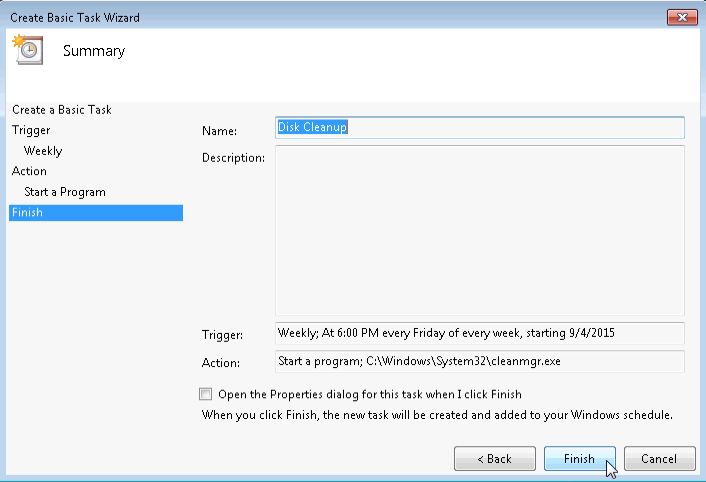 Create Basic Task Wizard
Summary
Create a Basic Task
Trigger
Weekly
Action
Start a Program
Finish
Name: Disk Cleanup
Description:
Trigger: Weekly; At 6:00 PM every Friday of every week, starting 9/4/2015
Action: Start a program; C:\Windows\System32\cleanmgr.exe
Open the Properties dialog for this task when I click Finish
When you click Finish, the new task will be created and added to your Windows schedule.
< Back Finish Cancel